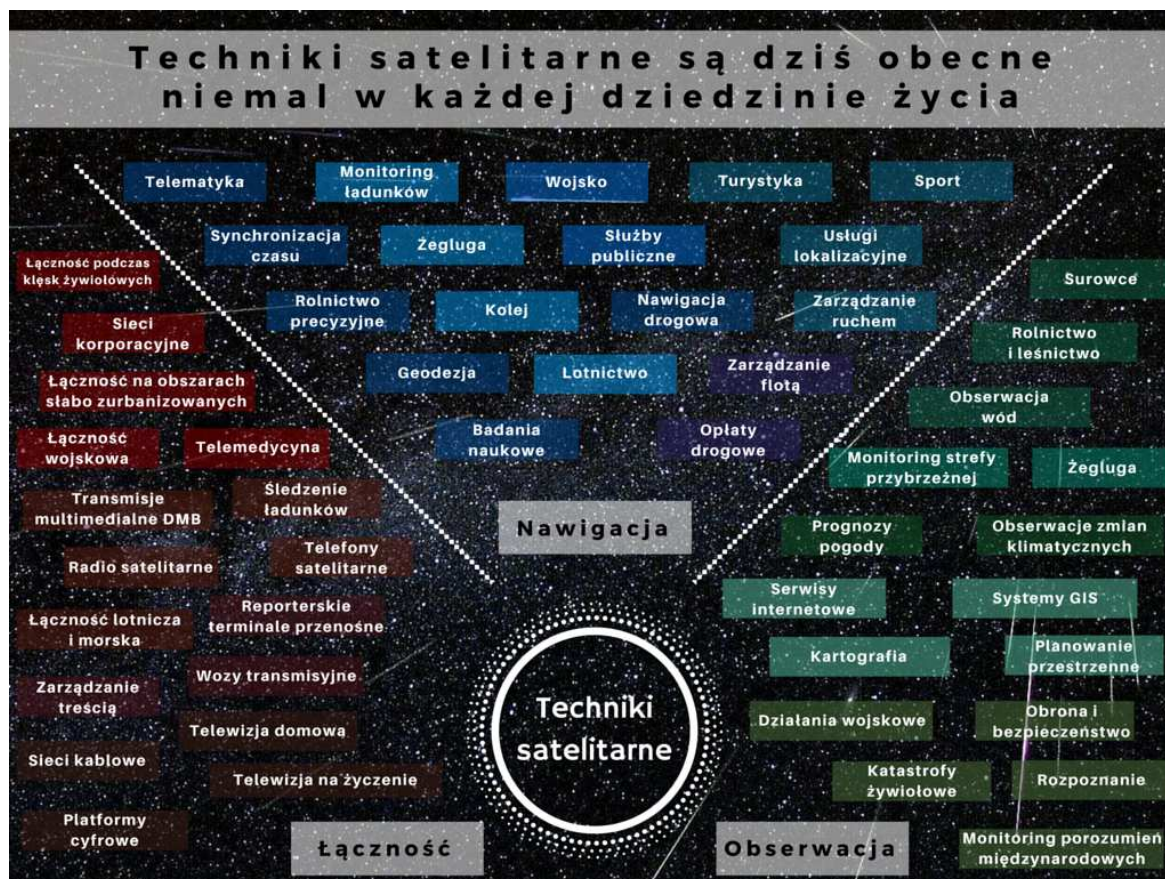 Techniki satelitarne są dziś obecne
niemal w każdej dziedzinie życia
Telematyka
Monitoring
ładunków
Wojsko
Turystyka
Sport
Synchronizacja
czasu
Żegluga
Służby
publiczne
Usługi
lokalizacyjne
Rolnictwo
precyzyjne
Kolej
Nawigacja
drogowa
Zarządzanie
ruchem
Geodezja
Lotnictwo
Zarządzanie
flotą
Badania
naukowe
Opłaty
drogowe
Nawigacja
Łączność podczas
klęsk żywiołowych
Sieci
korporacyjne
Łączność na obszarach
słabo zurbanizowanych
Łączność
wojskowa
Telemedycyna
Transmisje
multimedialne DMB
Śledzenie
ładunków
Radio satelitarne
Telefony
satelitarne
Łączność lotnicza
i morska
Reporterskie
terminale przenośne
Zarządzanie
treścią
Wozy transmisyjne
Telewizja domowa
Sieci kablowe
Telewizja na życzenie
Platformy
cyfrowe
Łączność
Techniki
satelitarne
Surowce
Rolnictwo
i leśnictwo
Obserwacja
wód
Monitoring strefy
przybrzeżnej
Żegluga
Prognozy
pogody
Obserwacje zmian
klimatycznych
Serwisy
internetowe
Systemy GIS
Kartografia
Planowanie
przestrzenne
Działania wojskowe
Obrona i
bezpieczeństwo
Katastrofy
żywiołowe
Rozpoznanie
Monitoring porozumień
międzynarodowych
Obserwacja